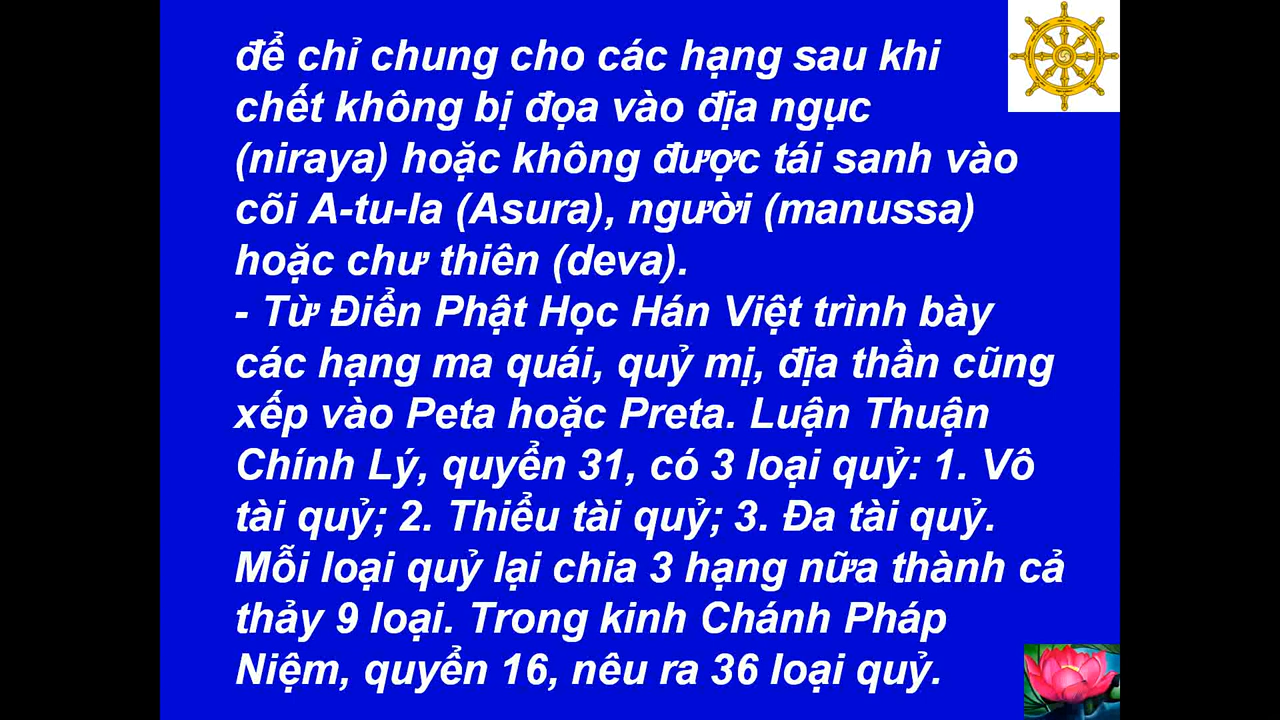 để chỉ chung cho các hạng sau khi
chết không bị đọa vào địa ngục
(niraya) hoặc không được tái sanh vào
cõi A-tu-la (Asura), người (manussa)
hoặc chư thiên (deva).
- Từ Điển Phật Học Hán Việt trình bày
các hạng ma quái, quỷ mị, địa thần cũng
xếp vào Peta hoặc Preta. Luận Thuận
Chính Lý, quyển 31, có 3 loại quỷ: 1. Vô
tài quỷ; 2. Thiểu tài quỷ; 3. Đa tài quỷ.
Mỗi loại quỷ lại chia 3 hạng nữa thành cả
thảy 9 loại. Trong kinh Chánh Pháp
Niệm, quyển 16, nêu ra 36 loại quỷ.